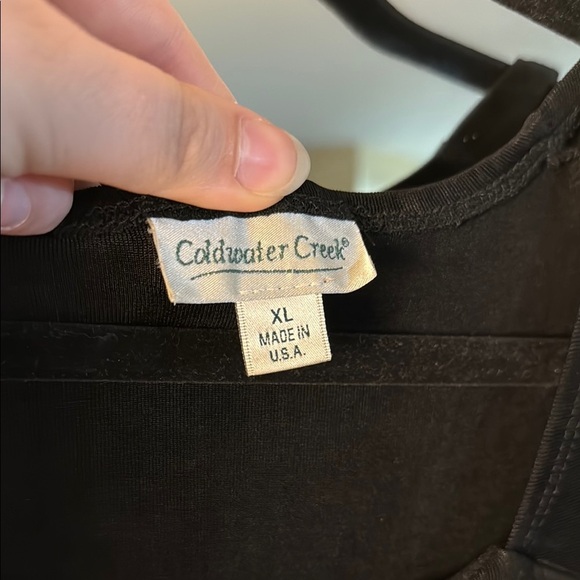 Coldwater Creek®
XL
MADE IN
U.S.A.